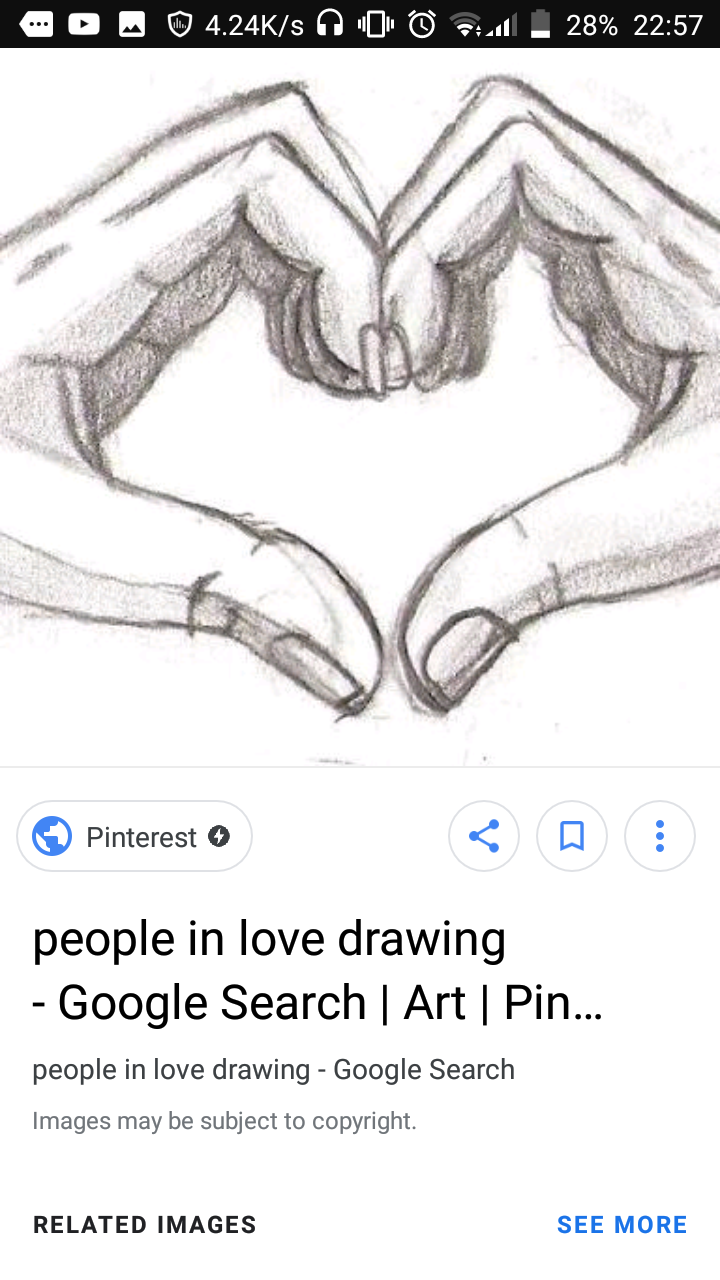 4.24K/s 28% 22:57
Pinterest
people in love drawing
- Google Search | Art | Pin...
people in love drawing - Google Search
Images may be subject to copyright.
RELATED IMAGES SEE MORE